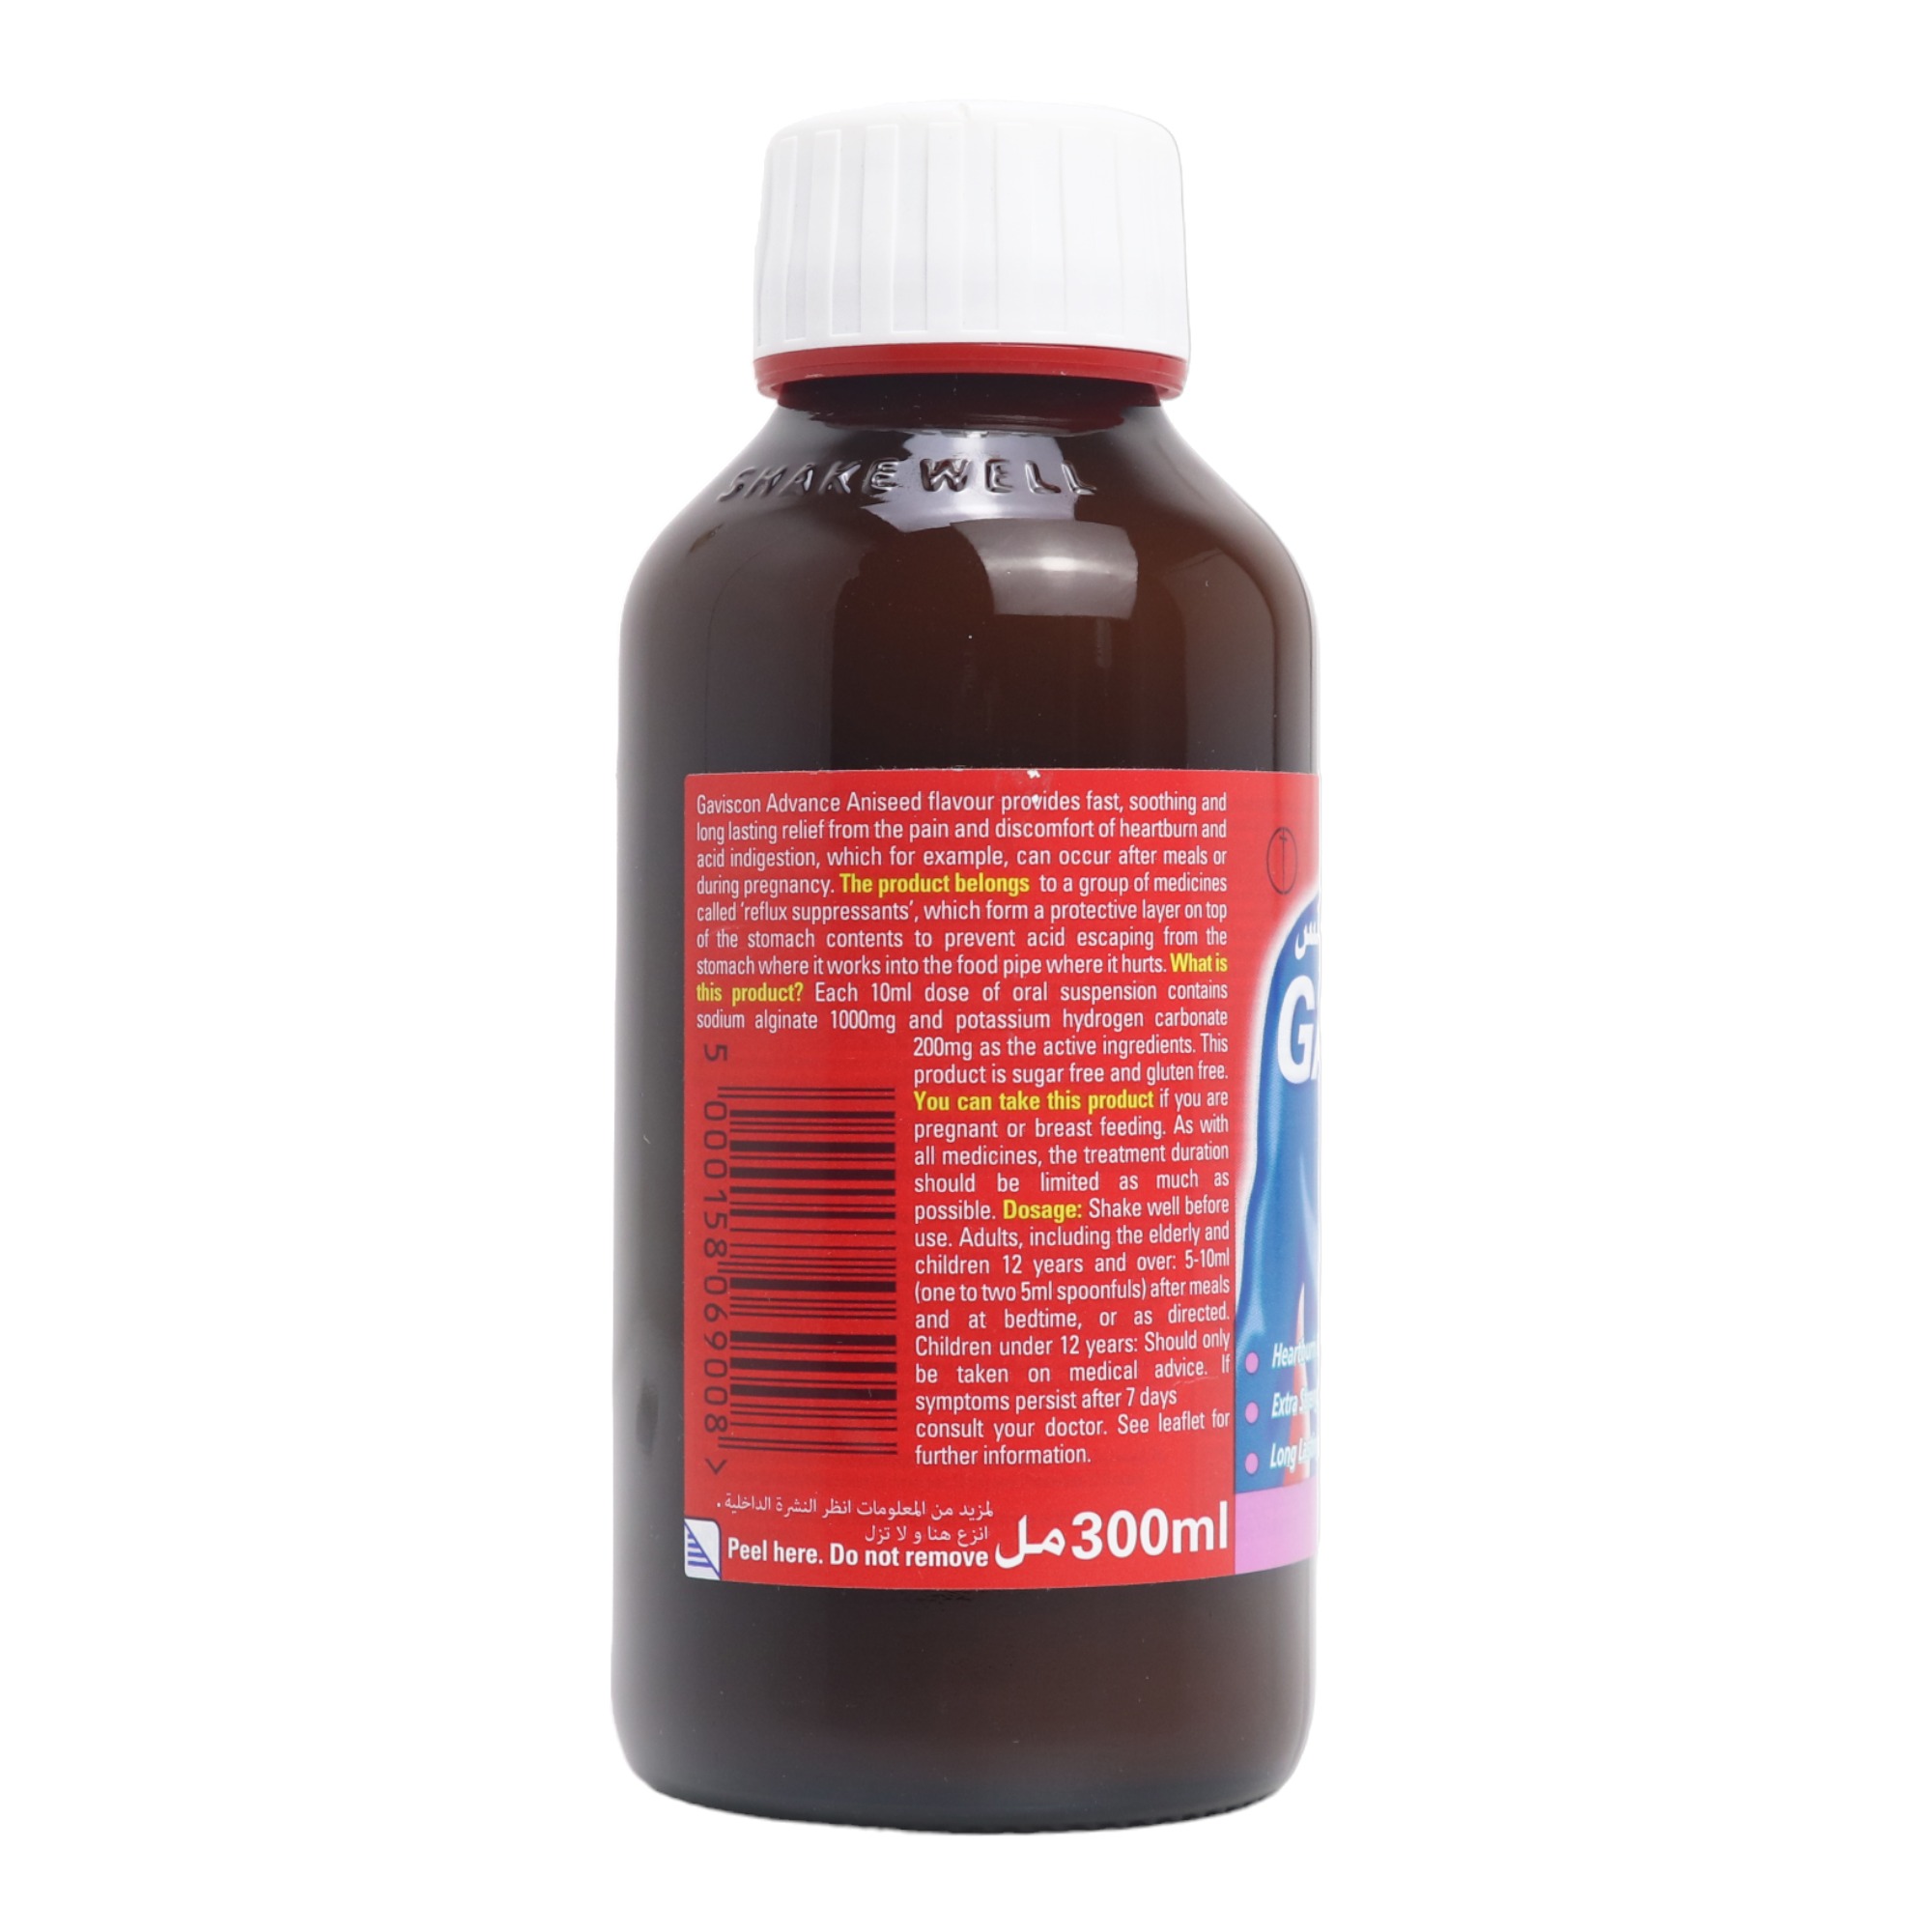 SHAKE WELL
Gaviscon Advance Aniseed flavour provides fast, soothing and
long lasting relief from the pain and discomfort of heartburn and
acid indigestion, which for example, can occur after meals or
during pregnancy. The product belongs to a group of medicines
called 'reflux suppressants', which form a protective layer on top
of the stomach contents to prevent acid escaping from the
stomach where it works into the food pipe where it hurts. What is
this product? Each 10ml dose of oral suspension contains
sodium alginate 1000mg and potassium hydrogen carbonate
200mg as the active ingredients. This
product is sugar free and gluten free.
You can take this product if you are
pregnant or breast feeding. As with
all medicines, the treatment duration
should be limited as much as
possible. Dosage: Shake well before
use. Adults, including the elderly and
children 12 years and over: 5-10ml
(one to two 5ml spoonfuls) after meals
and at bedtime, or as directed.
Children under 12 years: Should only
be taken on medical advice. If
symptoms persist after 7 days
consult your doctor. See leaflet for
further information.
5 000158 069008 >
لمزيد من المعلومات انظر النشرة الداخلية .
انزع هنا و لا تزل
Peel here. Do not remove
300ml مل
G
Heartburn
Extra
Long